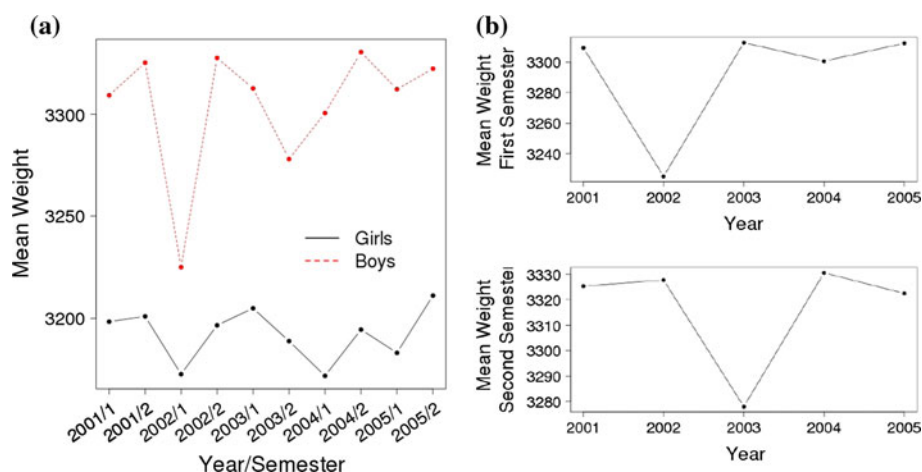 (a)
Mean Weight
3300
3250
3200
Girls
Boys
2001/1
2001/2
2002/1
2002/2
2003/1
2003/2
2004/1
2004/2
2005/1
2005/2
Year/Semester
(b)
Mean Weight
First Semester
3300
3280
3260
3240
2001
2002
2003
2004
2005
Year
Mean Weight
Second Semester
3330
3320
3310
3300
3290
3280
2001
2002
2003
2004
2005
Year